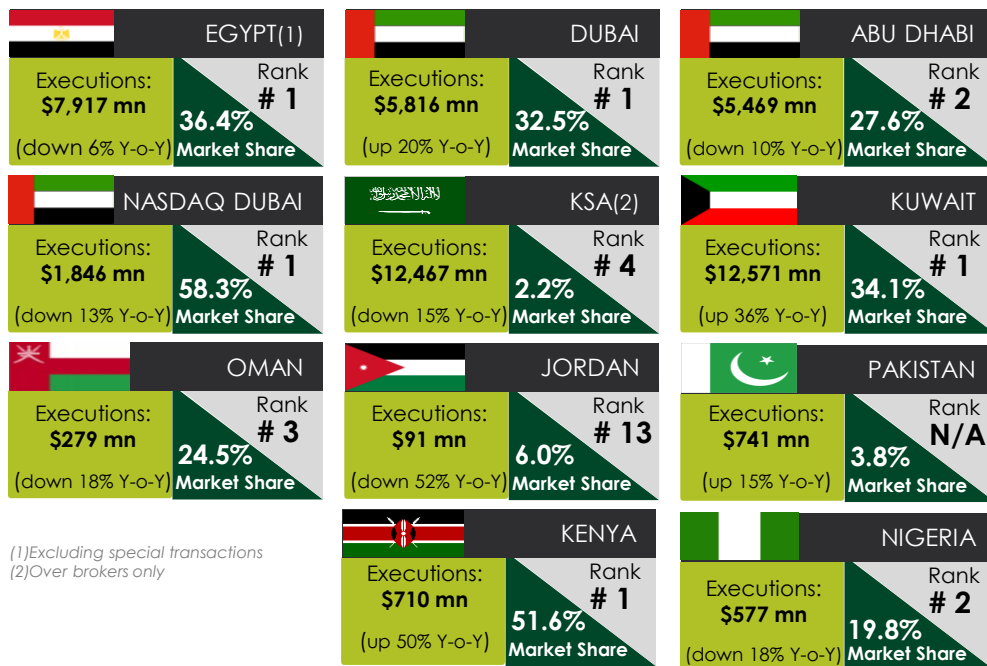 EGYPT(1)
Executions:
$7,917 mn
(down 6% Y-o-Y)
Rank
# 1
36.4%
Market Share
DUBAI
Executions:
$5,816 mn
(up 20% Y-o-Y)
Rank
# 1
32.5%
Market Share
ABU DHABI
Executions:
$5,469 mn
(down 10% Y-o-Y)
Rank
# 2
27.6%
Market Share
NASDAQ DUBAI
Executions:
$1,846 mn
(down 13% Y-o-Y)
Rank
# 1
58.3%
Market Share
KSA(2)
Executions:
$12,467 mn
(down 15% Y-o-Y)
Rank
# 4
2.2%
Market Share
KUWAIT
Executions:
$12,571 mn
(up 36% Y-o-Y)
Rank
# 1
34.1%
Market Share
OMAN
Executions:
$279 mn
(down 18% Y-o-Y)
Rank
# 3
24.5%
Market Share
JORDAN
Executions:
$91 mn
(down 52% Y-o-Y)
Rank
# 13
6.0%
Market Share
PAKISTAN
Executions:
$741 mn
(up 15% Y-o-Y)
Rank
N/A
3.8%
Market Share
(1)Excluding special transactions
(2)Over brokers only
KENYA
Executions:
$710 mn
(up 50% Y-o-Y)
Rank
# 1
51.6%
Market Share
NIGERIA
Executions:
$577 mn
(down 18% Y-o-Y)
Rank
# 2
19.8%
Market Share